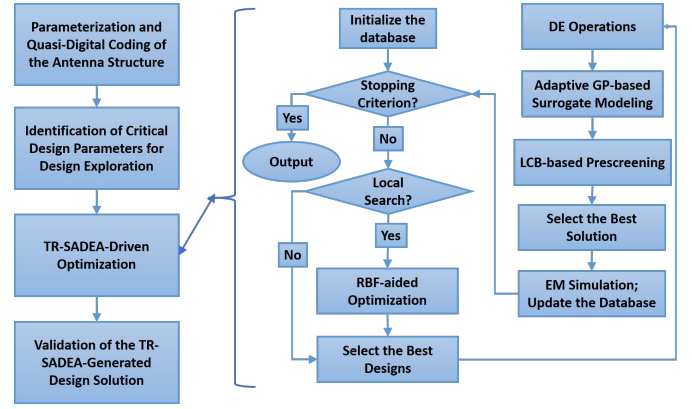 Parameterization and
Quasi-Digital Coding of
the Antenna Structure
Identification of Critical
Design Parameters for
Design Exploration
TR-SADEA-Driven
Optimization
Validation of the TR-
SADEA-Generated
Design Solution
Initialize the
database
Stopping
Criterion?
Yes
No
Output
Local
Search?
Yes
No
RBF-aided
Optimization
Select the Best
Designs
DE Operations
Adaptive GP-based
Surrogate Modeling
LCB-based Prescreening
Select the Best
Solution
EM Simulation;
Update the Database